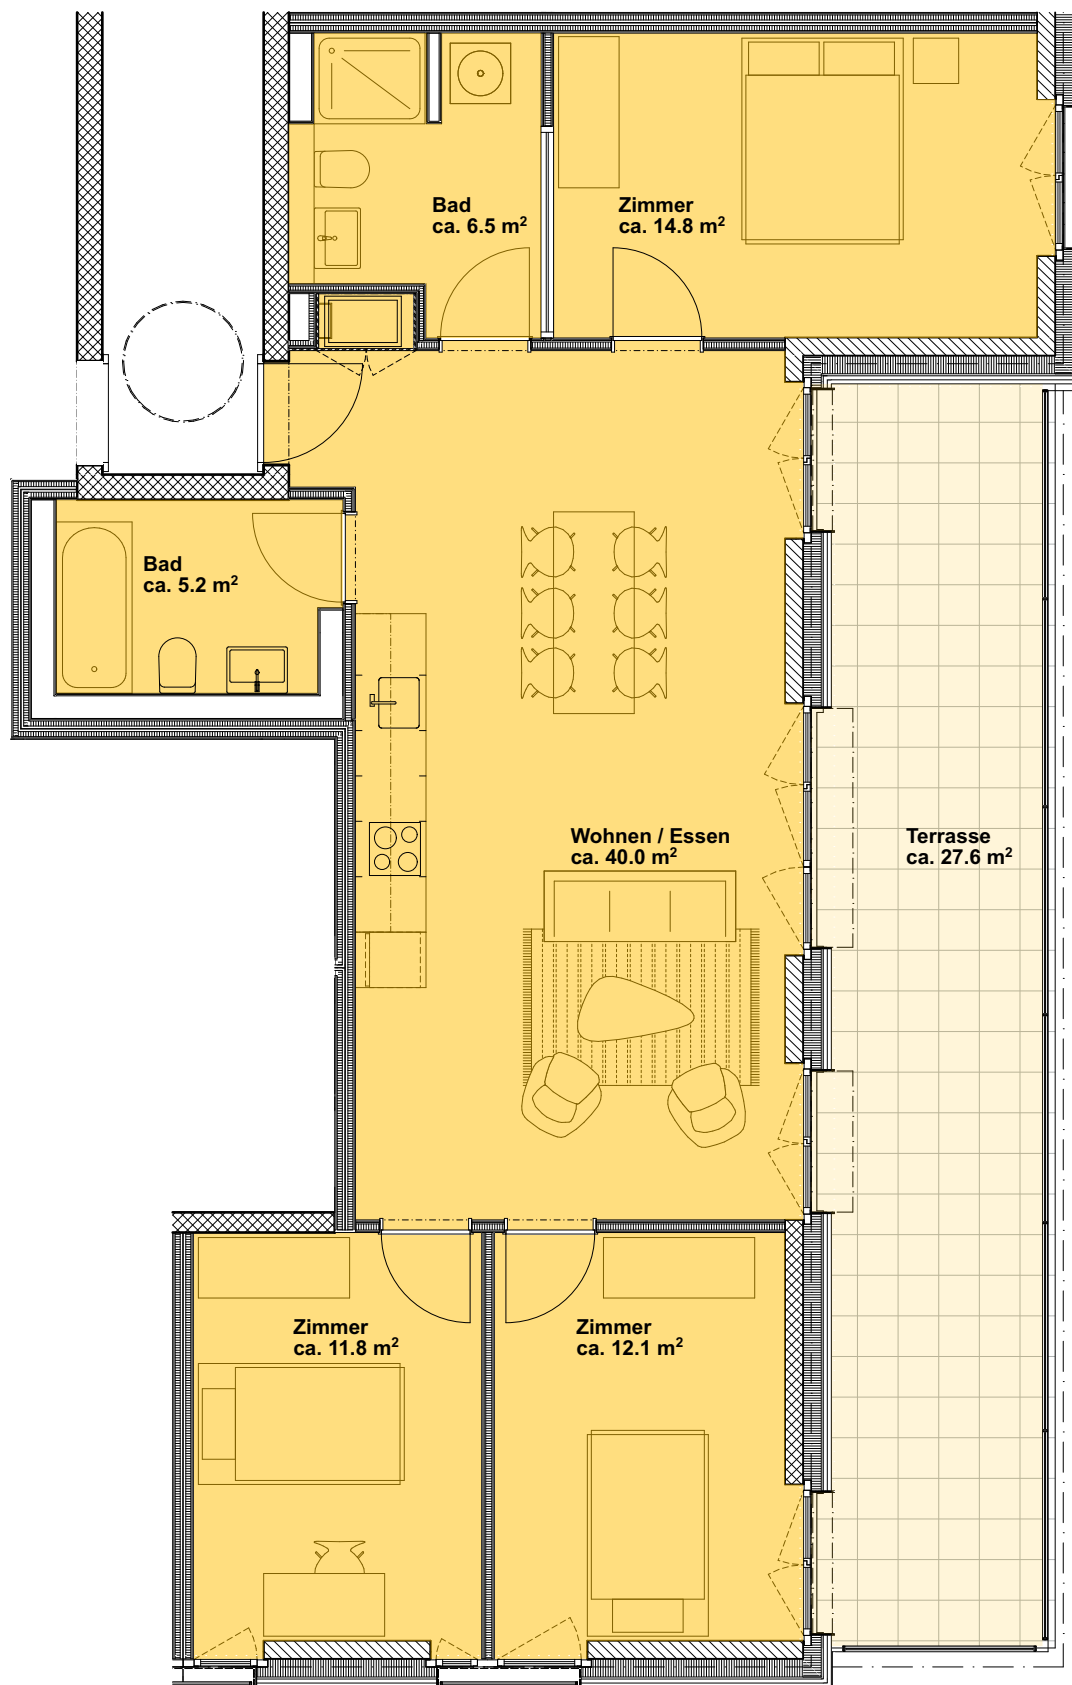 Bad
ca. 6.5 m²
Zimmer
ca. 14.8 m²
Bad
ca. 5.2 m²
Wohnen / Essen
ca. 40.0 m²
Terrasse
ca. 27.6 m²
Zimmer
ca. 11.8 m²
Zimmer
ca. 12.1 m²